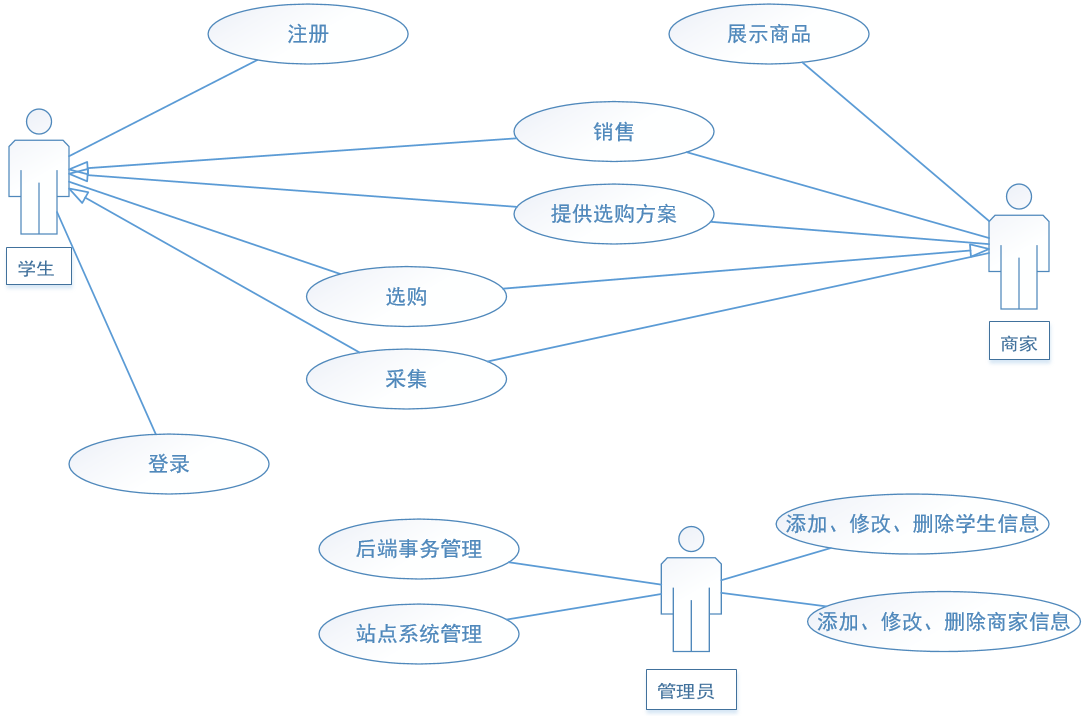 注册
展示商品
销售
提供选购方案
学生
选购
商家
采集
登录
添加、修改、删除学生信息
后端事务管理
添加、修改、删除商家信息
站点系统管理
管理员